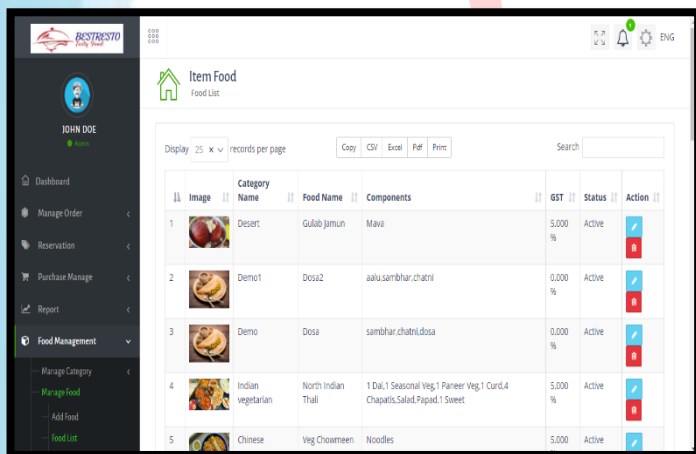 BESTRESTO
Tasty Food
JOHN DOE
Admin
Dashboard
Manage Order
Reservation
Purchase Manage
Report
Food Management
Manage Category
Manage Food
Add Food
Food List
ENG
Item Food
Food List
Display 25 x records per page
Copy CSV Excel Pdf Print
Search
Image Category Name Food Name Components GST Status Action
1 Desert Gulab Jamun Mava 5.000 % Active
2 Demo1 Dosa2 aalu,sambhar,chatni 0.000 % Active
3 Demo Dosa sambhar,chatni,dosa 0.000 % Active
4 Indian vegetarian North Indian Thali 1 Dal,1 Seasonal Veg,1 Paneer Veg,1 Curd,4 Chapatis,Salad,Papad,1 Sweet 5.000 % Active
5 Chinese Veg Chowmeen Noodles 5.000 Active